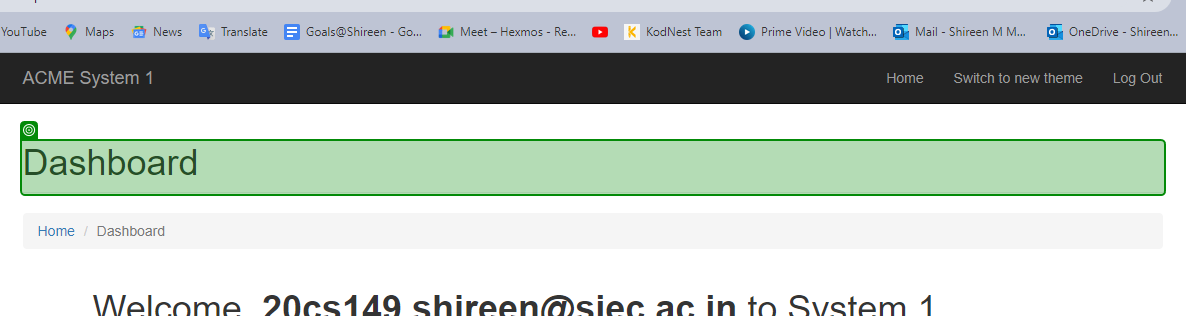 YouTube Maps News Translate Goals@Shireen - Go... Meet – Hexmos - Re... KodNest Team Prime Video | Watch... Mail - Shireen M M... OneDrive - Shireen...
ACME System 1 Home Switch to new theme Log Out
Dashboard
Home / Dashboard
Welcome, 20cs149.shireen@sjec.ac.in to System 1